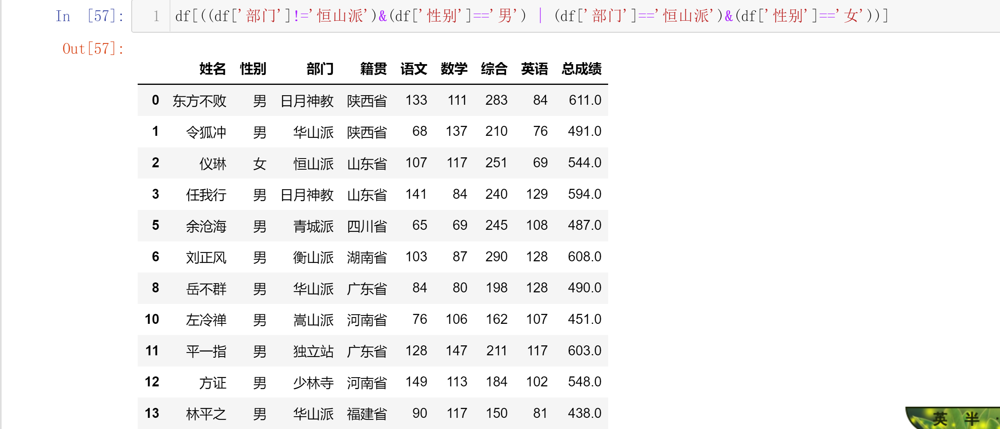 In [57]: 1 df[((df['部门']!='恒山派')&(df['性别']=='男') | (df['部门']=='恒山派')&(df['性别']=='女'))]
Out[57]:
姓名 性别 部门 籍贯 语文 数学 综合 英语 总成绩
0 东方不败 男 日月神教 陕西省 133 111 283 84 611.0
1 令狐冲 男 华山派 陕西省 68 137 210 76 491.0
2 仪琳 女 恒山派 山东省 107 117 251 69 544.0
3 任我行 男 日月神教 山东省 141 84 240 129 594.0
5 余沧海 男 青城派 四川省 65 69 245 108 487.0
6 刘正风 男 衡山派 湖南省 103 87 290 128 608.0
8 岳不群 男 华山派 广东省 84 80 198 128 490.0
10 左冷禅 男 嵩山派 河南省 76 106 162 107 451.0
11 平一指 男 独立站 广东省 128 147 211 117 603.0
12 方证 男 少林寺 河南省 149 113 184 102 548.0
13 林平之 男 华山派 福建省 90 117 150 81 438.0
英 半